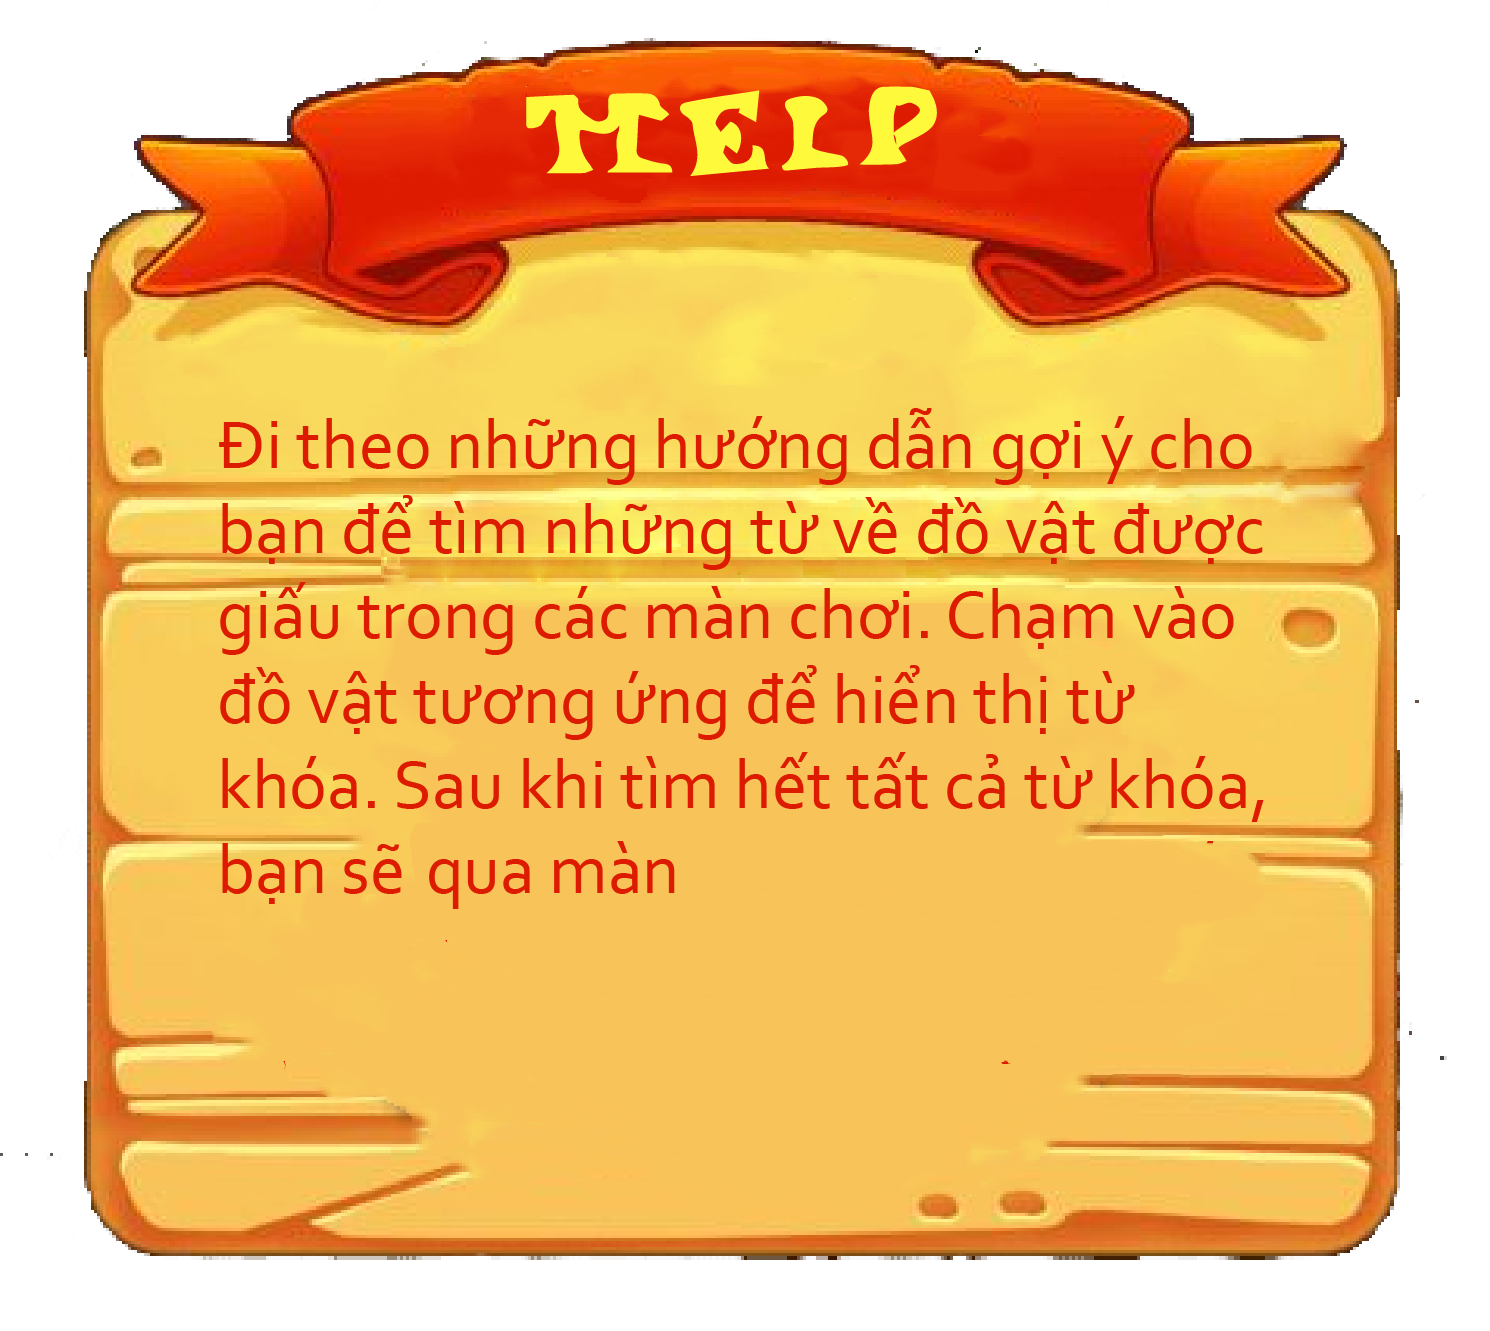 HELP
Đi theo những hướng dẫn gợi ý cho
bạn để tìm những từ về đồ vật được
giấu trong các màn chơi. Chạm vào
đồ vật tương ứng để hiển thị từ
khóa. Sau khi tìm hết tất cả từ khóa,
bạn sẽ qua màn